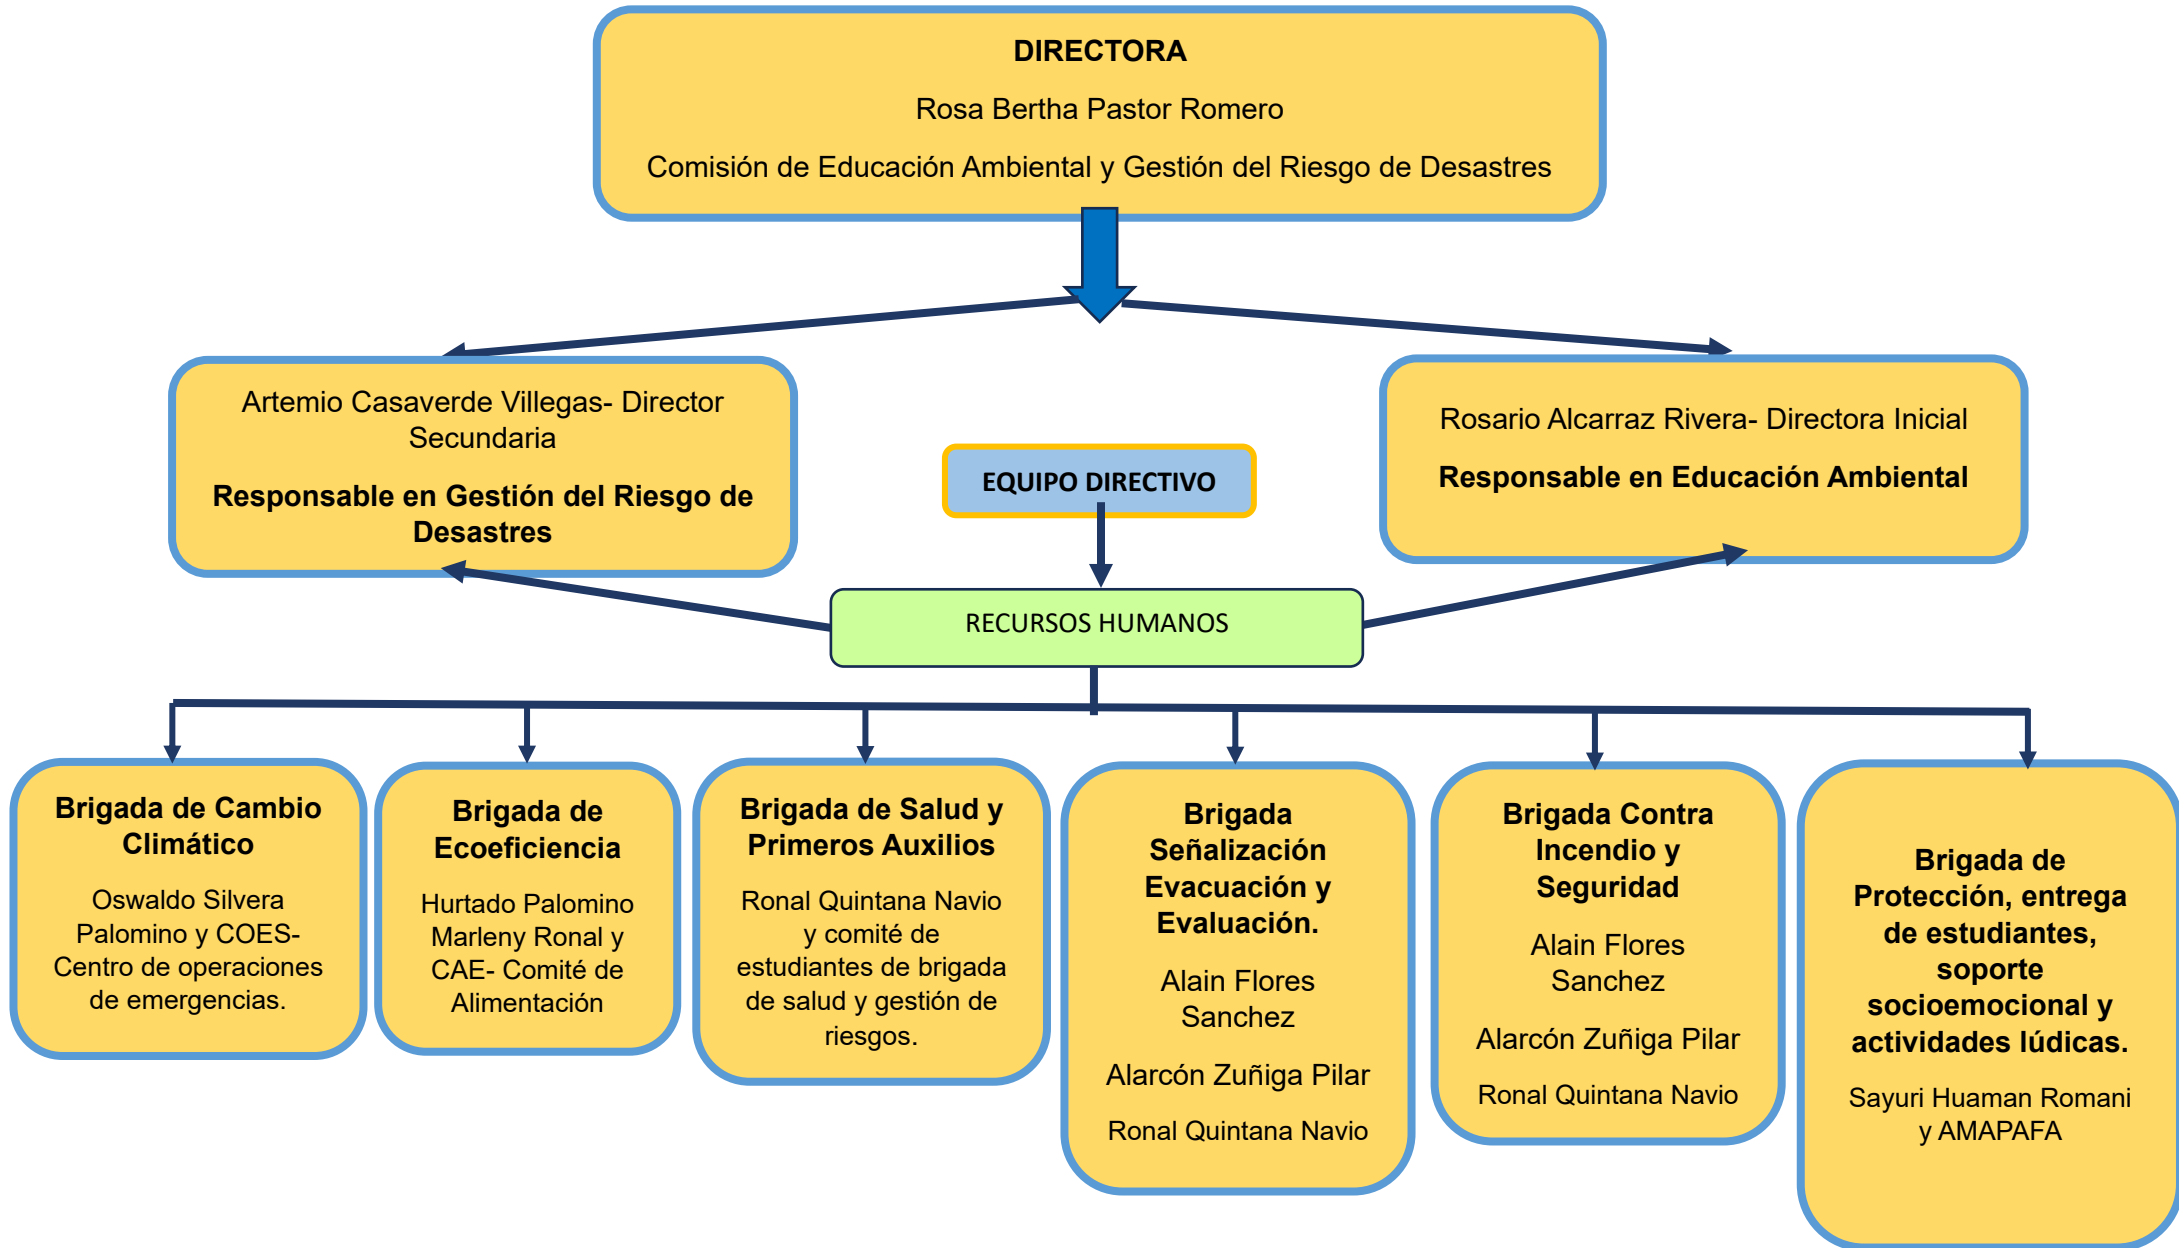 DIRECTORA
Rosa Bertha Pastor Romero
Comisión de Educación Ambiental y Gestión del Riesgo de Desastres
Artemio Casaverde Villegas- Director
Secundaria
Responsable en Gestión del Riesgo de
Desastres
Rosario Alcarraz Rivera- Directora Inicial
Responsable en Educación Ambiental
EQUIPO DIRECTIVO
RECURSOS HUMANOS
Brigada de Cambio
Climático
Oswaldo Silvera
Palomino y COES-
Centro de operaciones
de emergencias.
Brigada de
Ecoeficiencia
Hurtado Palomino
Marleny Ronal y
CAE- Comité de
Alimentación
Brigada de Salud y
Primeros Auxilios
Ronal Quintana Navio
y comité de
estudiantes de brigada
de salud y gestión de
riesgos.
Brigada
Señalización
Evacuación y
Evaluación.
Alain Flores
Sanchez
Alarcón Zuñiga Pilar
Ronal Quintana Navio
Brigada Contra
Incendio y
Seguridad
Alain Flores
Sanchez
Alarcón Zuñiga Pilar
Ronal Quintana Navio
Brigada de
Protección, entrega
de estudiantes,
soporte
socioemocional y
actividades lúdicas.
Sayuri Huaman Romani
y AMAPAFA